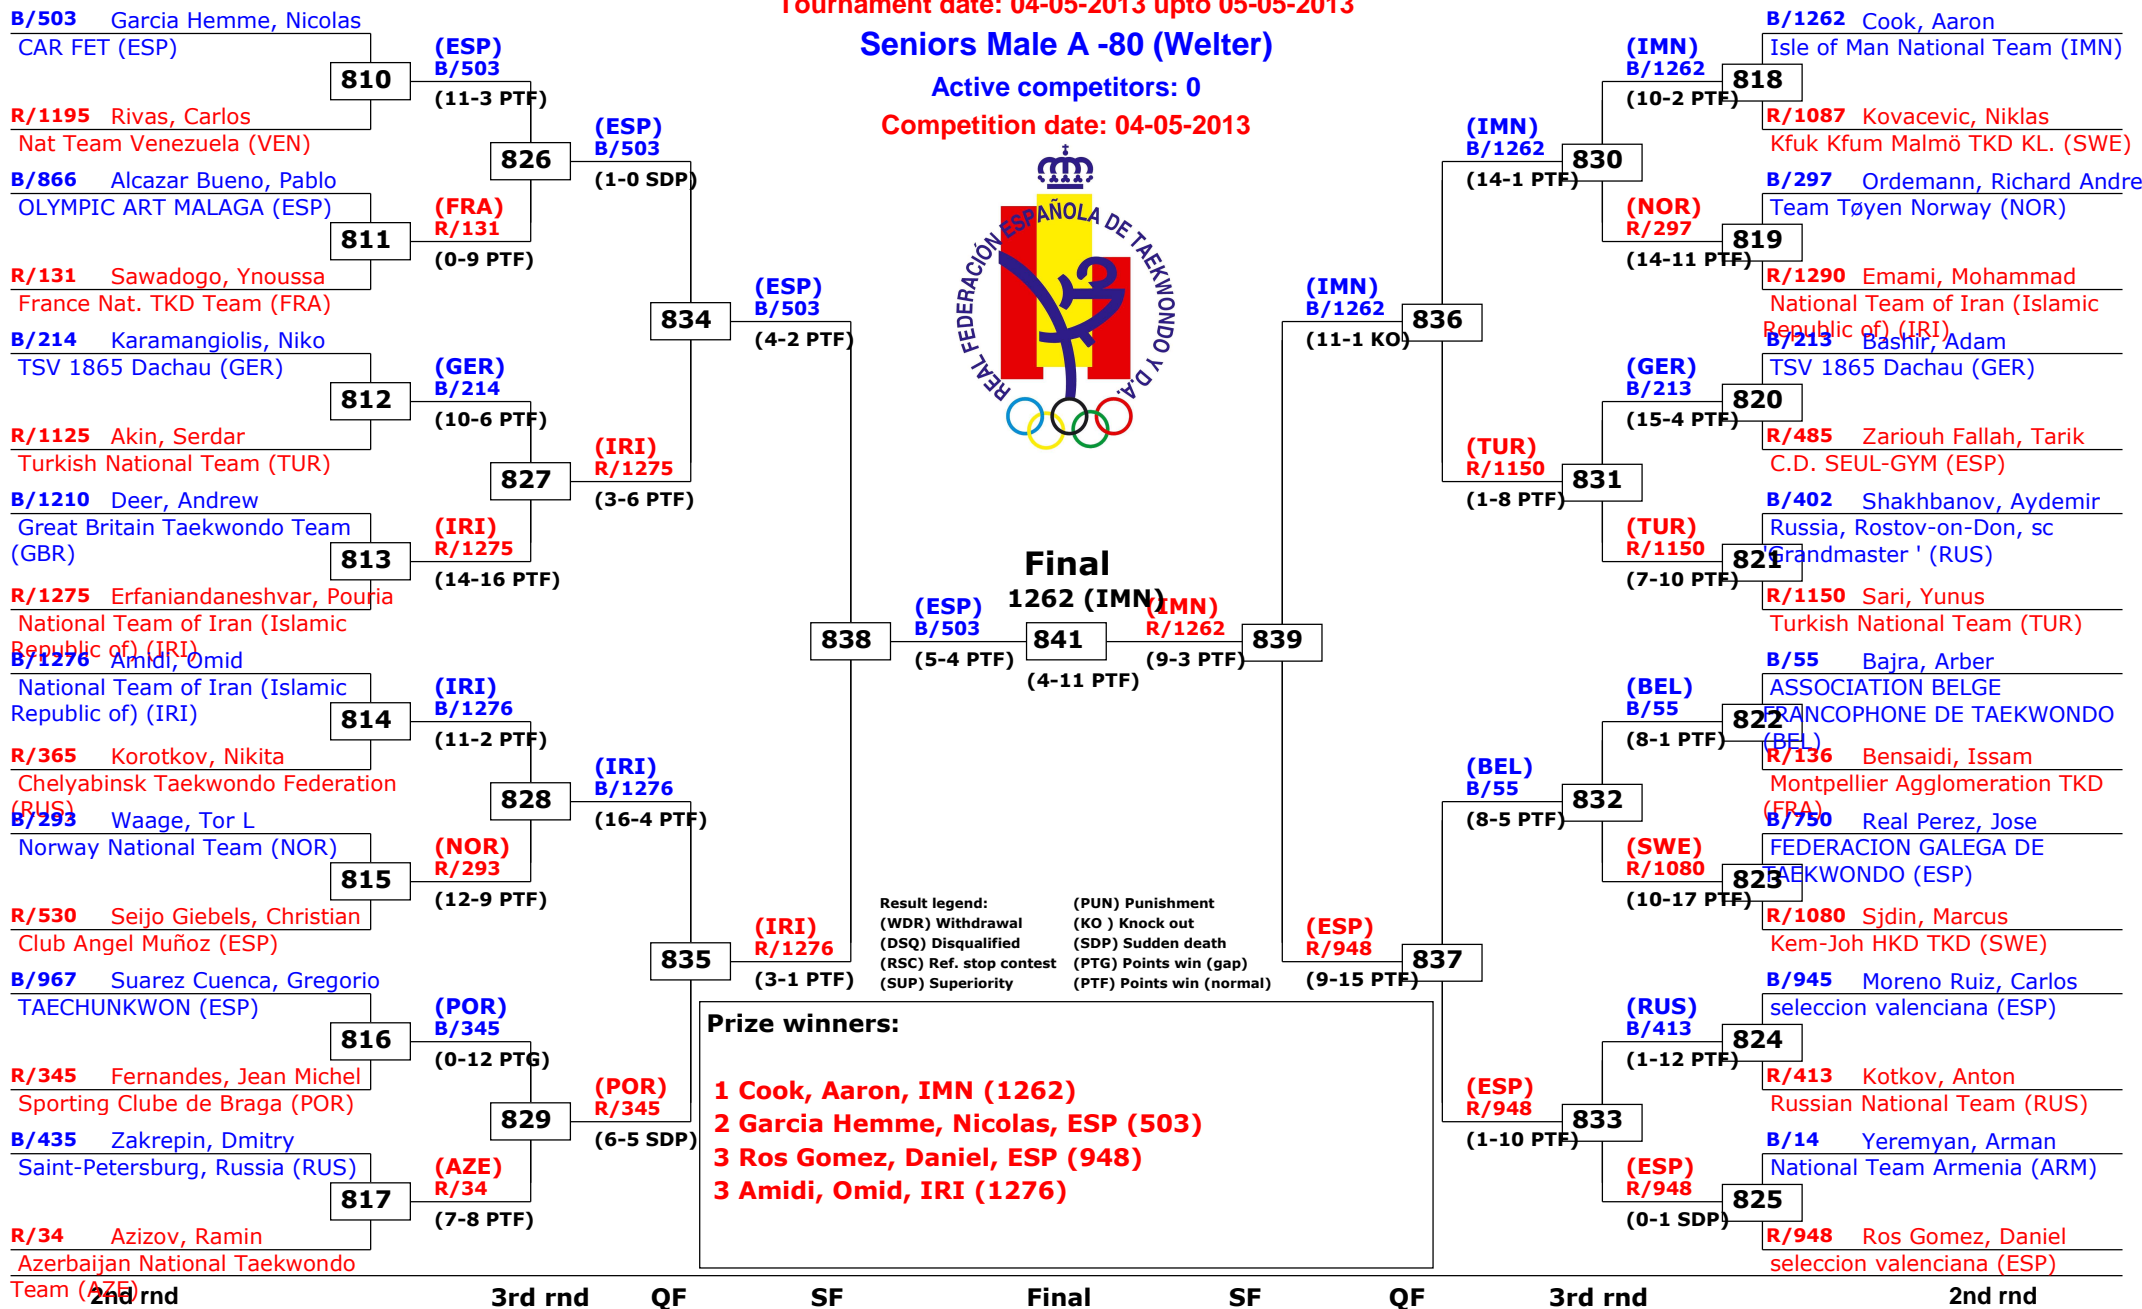 Tournament date: 04-05-2013 upto 05-05-2013
Seniors Male A -80 (Welter)
Active competitors: 0
Competition date: 04-05-2013
REAL FEDERACIÓN ESPAÑOLA DE TAEKWONDO Y D.A.
B/503 Garcia Hemme, Nicolas
CAR FET (ESP)
810
R/1195 Rivas, Carlos
Nat Team Venezuela (VEN)
B/866 Alcazar Bueno, Pablo
OLYMPIC ART MALAGA (ESP)
811
R/131 Sawadogo, Ynoussa
France Nat. TKD Team (FRA)
B/214 Karamangiolis, Niko
TSV 1865 Dachau (GER)
812
R/1125 Akin, Serdar
Turkish National Team (TUR)
B/1210 Deer, Andrew
Great Britain Taekwondo Team
(GBR)
813
R/1275 Erfaniandaneshvar, Pouria
National Team of Iran (Islamic
Republic of) (IRI)
B/1276 Amidi, Omid
National Team of Iran (Islamic
Republic of) (IRI)
814
R/365 Korotkov, Nikita
Chelyabinsk Taekwondo Federation
(RUS)
B/293 Waage, Tor L
Norway National Team (NOR)
815
R/530 Seijo Giebels, Christian
Club Angel Muñoz (ESP)
B/967 Suarez Cuenca, Gregorio
TAECHUNKWON (ESP)
816
R/345 Fernandes, Jean Michel
Sporting Clube de Braga (POR)
B/435 Zakrepin, Dmitry
Saint-Petersburg, Russia (RUS)
817
R/34 Azizov, Ramin
Azerbaijan National Taekwondo
Team (AZE)
(ESP)
B/503
(11-3 PTF)
826
(FRA)
R/131
(0-9 PTF)
(GER)
B/214
(10-6 PTF)
827
(IRI)
R/1275
(14-16 PTF)
(IRI)
B/1276
(11-2 PTF)
828
(NOR)
R/293
(12-9 PTF)
(POR)
B/345
(0-12 PTG)
829
(AZE)
R/34
(7-8 PTF)
(ESP)
B/503
(1-0 SDP)
834
(IRI)
R/1275
(3-6 PTF)
(IRI)
B/1276
(16-4 PTF)
835
(POR)
R/345
(6-5 SDP)
(ESP)
B/503
(4-2 PTF)
838
(IRI)
R/1276
(3-1 PTF)
(ESP)
B/503
(5-4 PTF)
Final
1262 (IMN)
841
(4-11 PTF)
(IMN)
R/1262
(9-3 PTF)
839
(IMN)
B/1262
(11-1 KO)
836
(ESP)
R/948
(9-15 PTF)
837
(IMN)
B/1262
(14-1 PTF)
830
(TUR)
R/1150
(1-8 PTF)
831
(BEL)
B/55
(8-5 PTF)
832
(ESP)
R/948
(1-10 PTF)
833
(IMN)
B/1262
(10-2 PTF)
(NOR)
R/297
(14-11 PTF)
(GER)
B/213
(15-4 PTF)
(TUR)
R/1150
(7-10 PTF)
(BEL)
B/55
(8-1 PTF)
(SWE)
R/1080
(10-17 PTF)
(RUS)
B/413
(1-12 PTF)
(ESP)
R/948
(0-1 SDP)
B/1262 Cook, Aaron
Isle of Man National Team (IMN)
818
R/1087 Kovacevic, Niklas
Kfuk Kfum Malmö TKD KL. (SWE)
B/297 Ordemann, Richard Andre
Team Tøyen Norway (NOR)
819
R/1290 Emami, Mohammad
National Team of Iran (Islamic
Republic of) (IRI)
B/213 Bashir, Adam
TSV 1865 Dachau (GER)
820
R/485 Zariouh Fallah, Tarik
C.D. SEUL-GYM (ESP)
B/402 Shakhbanov, Aydemir
Russia, Rostov-on-Don, sc
'Grandmaster ' (RUS)
821
R/1150 Sari, Yunus
Turkish National Team (TUR)
B/55 Bajra, Arber
ASSOCIATION BELGE
FRANCOPHONE DE TAEKWONDO
(BEL)
822
R/136 Bensaidi, Issam
Montpellier Agglomeration TKD
(FRA)
B/750 Real Perez, Jose
FEDERACION GALEGA DE
TAEKWONDO (ESP)
823
R/1080 Sjdin, Marcus
Kem-Joh HKD TKD (SWE)
B/945 Moreno Ruiz, Carlos
seleccion valenciana (ESP)
824
R/413 Kotkov, Anton
Russian National Team (RUS)
B/14 Yeremyan, Arman
National Team Armenia (ARM)
825
R/948 Ros Gomez, Daniel
seleccion valenciana (ESP)
Result legend:
(WDR) Withdrawal
(DSQ) Disqualified
(RSC) Ref. stop contest
(SUP) Superiority
(PUN) Punishment
(KO ) Knock out
(SDP) Sudden death
(PTG) Points win (gap)
(PTF) Points win (normal)
Prize winners:
1 Cook, Aaron, IMN (1262)
2 Garcia Hemme, Nicolas, ESP (503)
3 Ros Gomez, Daniel, ESP (948)
3 Amidi, Omid, IRI (1276)
2nd rnd 3rd rnd QF SF Final SF QF 3rd rnd 2nd rnd